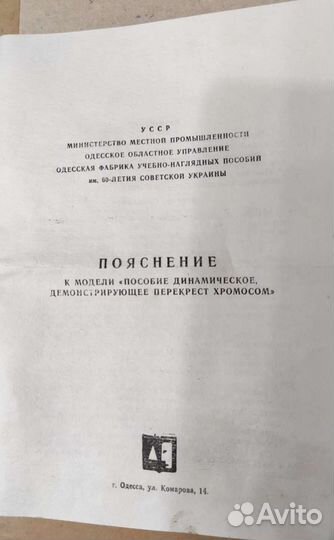 УССР
МИНИСТЕРСТВО МЕСТНОЙ ПРОМЫШЛЕННОСТИ
ОДЕССКОЕ ОБЛАСТНОЕ УПРАВЛЕНИЕ
ОДЕССКАЯ ФАБРИКА УЧЕБНО-НАГЛЯДНЫХ ПОСОБИЙ
им. 60-ЛЕТИЯ СОВЕТСКОЙ УКРАИНЫ
ПОЯСНЕНИЕ
К МОДЕЛИ «ПОСОБИЕ ДИНАМИЧЕСКОЕ,
ДЕМОНСТРИРУЮЩЕЕ ПЕРЕКРЕСТ ХРОМОСОМ»
г. Одесса, ул. Комарова, 14.
Avito